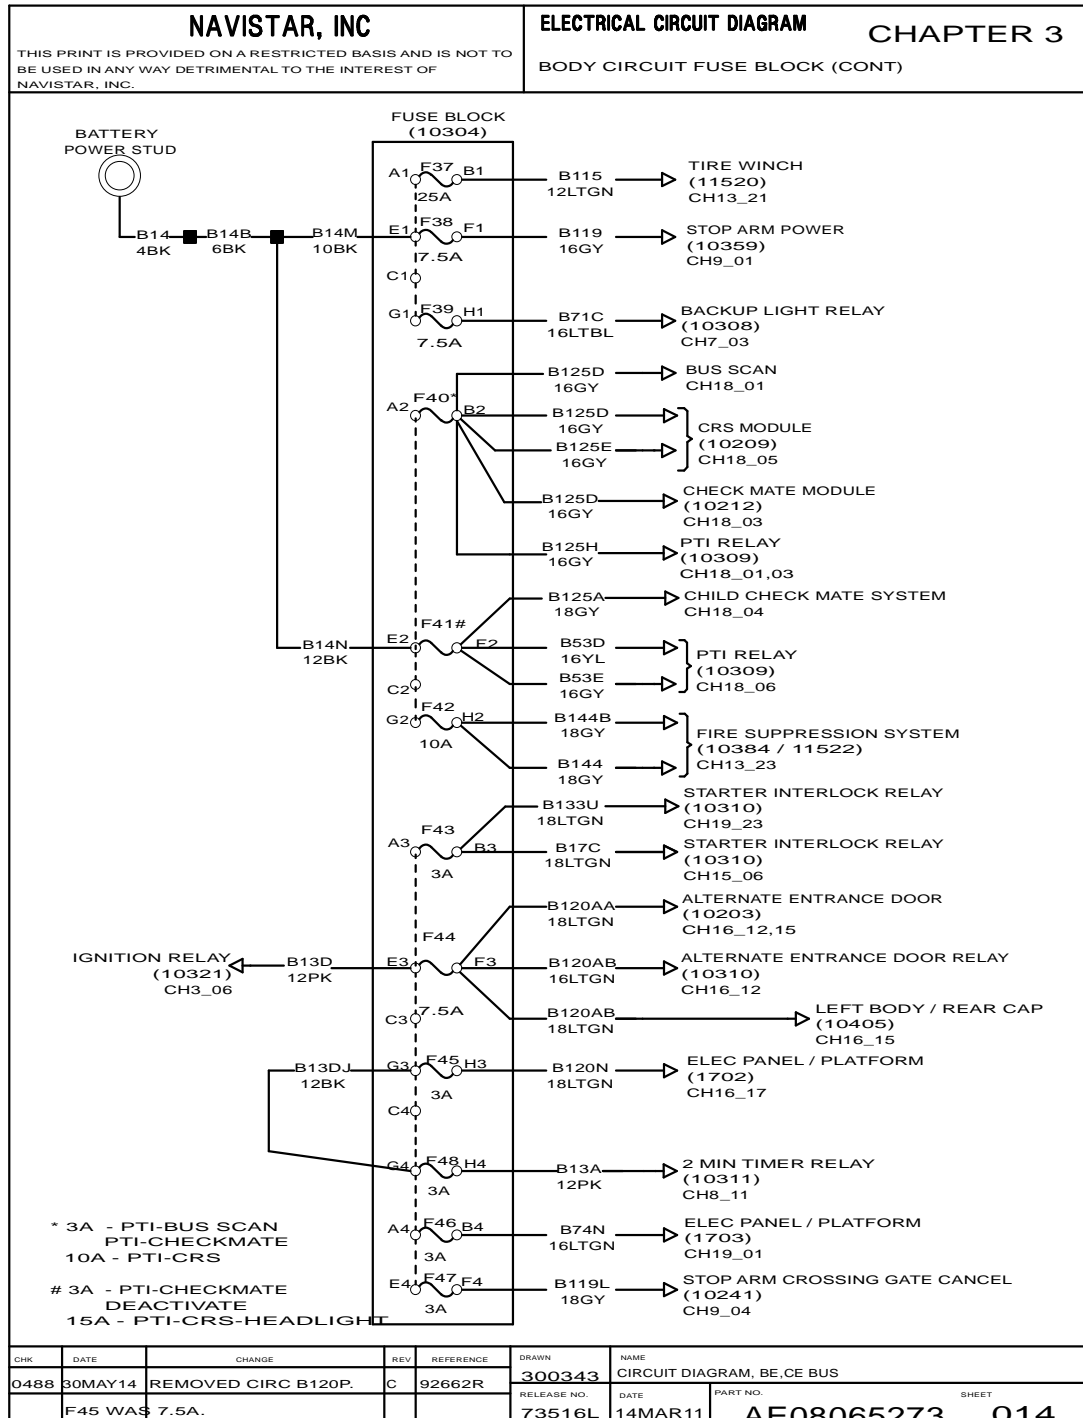 NAVISTAR, INC
THIS PRINT IS PROVIDED ON A RESTRICTED BASIS AND IS NOT TO
BE USED IN ANY WAY DETRIMENTAL TO THE INTEREST OF
NAVISTAR, INC.
ELECTRICAL CIRCUIT DIAGRAM
CHAPTER 3
BODY CIRCUIT FUSE BLOCK (CONT)
FUSE BLOCK
(10304)
BATTERY
POWER STUD
A1 F37 B1
25A
B115
12LTGN
TIRE WINCH
(11520)
CH13_21
B14
4BK
B14B
6BK
B14M
10BK
E1 F38 F1
7.5A
B119
16GY
STOP ARM POWER
(10359)
CH9_01
C1
G1 F39 H1
7.5A
B71C
16LTBL
BACKUP LIGHT RELAY
(10308)
CH7_03
B125D
16GY
BUS SCAN
CH18_01
A2 F40* B2
B125D
16GY
B125E
16GY
CRS MODULE
(10209)
CH18_05
B125D
16GY
CHECK MATE MODULE
(10212)
CH18_03
B125H
16GY
PTI RELAY
(10309)
CH18_01,03
B125A
18GY
CHILD CHECK MATE SYSTEM
CH18_04
B14N
12BK
E2 F41# F2
B53D
16YL
B53E
16GY
PTI RELAY
(10309)
CH18_06
C2
G2 F42 H2
10A
B144B
18GY
B144
18GY
FIRE SUPPRESSION SYSTEM
(10384 / 11522)
CH13_23
B133U
18LTGN
STARTER INTERLOCK RELAY
(10310)
CH19_23
A3 F43 B3
3A
B17C
18LTGN
STARTER INTERLOCK RELAY
(10310)
CH15_06
B120AA
18LTGN
ALTERNATE ENTRANCE DOOR
(10203)
CH16_12,15
IGNITION RELAY
(10321)
CH3_06
B13D
12PK
E3 F44 F3
7.5A
B120AB
16LTGN
ALTERNATE ENTRANCE DOOR RELAY
(10310)
CH16_12
C3
B120AB
18LTGN
LEFT BODY / REAR CAP
(10405)
CH16_15
B13DJ
12BK
G3 F45 H3
3A
B120N
18LTGN
ELEC PANEL / PLATFORM
(1702)
CH16_17
C4
G4 F48 H4
3A
B13A
12PK
2 MIN TIMER RELAY
(10311)
CH8_11
A4 F46 B4
3A
B74N
16LTGN
ELEC PANEL / PLATFORM
(1703)
CH19_01
E4 F47 F4
3A
B119L
18GY
STOP ARM CROSSING GATE CANCEL
(10241)
CH9_04
* 3A - PTI-BUS SCAN
PTI-CHECKMATE
10A - PTI-CRS
# 3A - PTI-CHECKMATE
DEACTIVATE
15A - PTI-CRS-HEADLIGHT
CHK DATE CHANGE REV REFERENCE
0488 30MAY14 REMOVED CIRC B120P. C 92662R
F45 WAS 7.5A.
DRAWN
300343
NAME
CIRCUIT DIAGRAM, BE,CE BUS
RELEASE NO.
73516L
DATE
14MAR11
PART NO.
AE08065273
SHEET
014